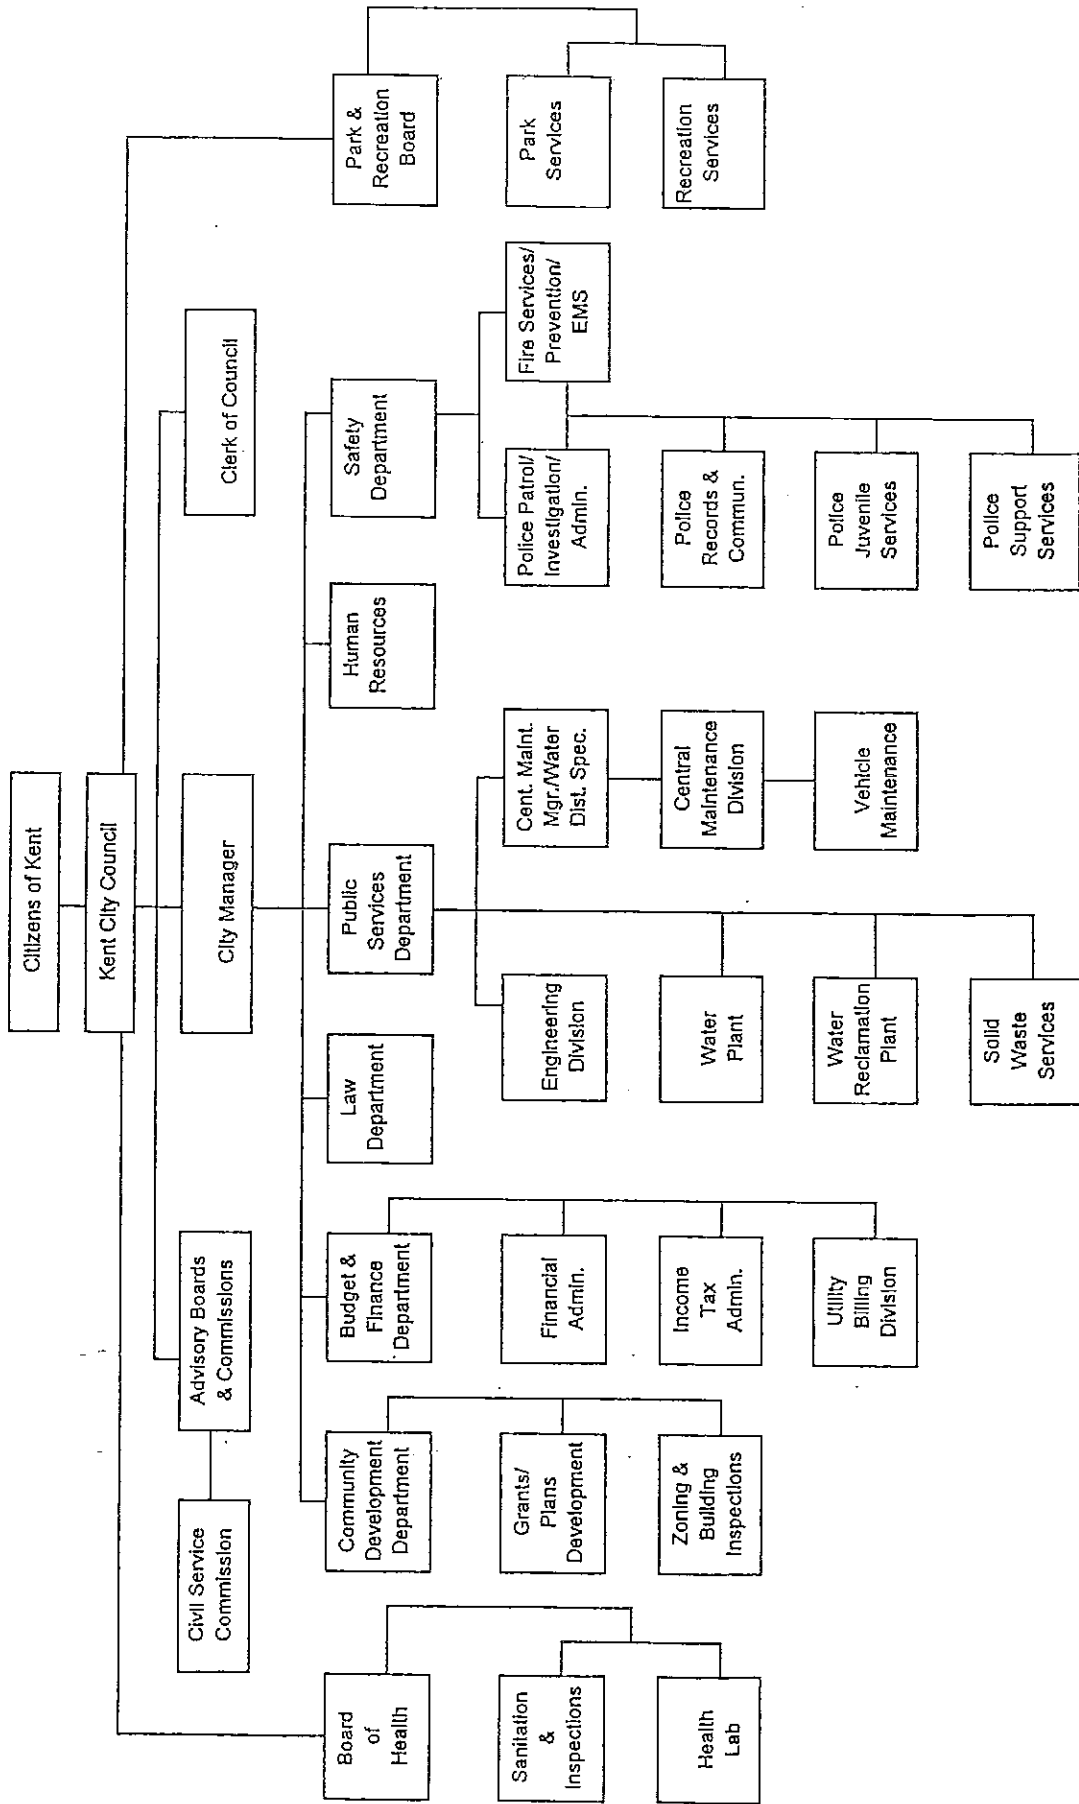 Citizens of Kent
Kent City Council
City Manager
Civil Service
Commission
Advisory Boards
& Commissions
Clerk of Council
Board
of
Health
Community
Development
Department
Budget &
Finance
Department
Law
Department
Public
Services
Department
Human
Resources
Safety
Department
Park &
Recreation
Board
Sanitation
&
Inspections
Grants/
Plans
Development
Financial
Admin.
Engineering
Division
Cent. Maint.
Mgr./Water
Dist. Spec.
Police Patrol/
Investigation/
Admin.
Fire Services/
Prevention/
EMS
Park
Services
Health
Lab
Zoning &
Building
Inspections
Income
Tax
Admin.
Water
Plant
Central
Maintenance
Division
Police
Records &
Commun.
Recreation
Services
Utility
Billing
Division
Water
Reclamation
Plant
Vehicle
Maintenance
Police
Juvenile
Services
Solid
Waste
Services
Police
Support
Services